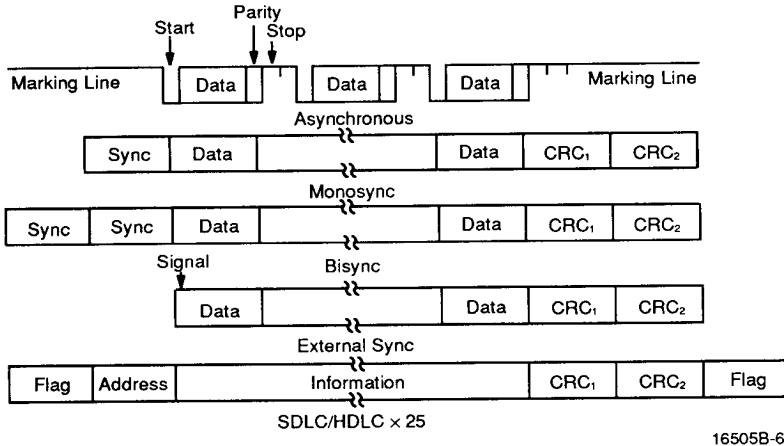 Parity
Start Stop
Marking Line Data Data Data Marking Line
Asynchronous
Sync Data Data CRC₁ CRC₂
Monosync
Sync Sync Data Data CRC₁ CRC₂
Signal Bisync
Data Data CRC₁ CRC₂
External Sync
Flag Address Information CRC₁ CRC₂ Flag
SDLC/HDLC × 25
16505B-6